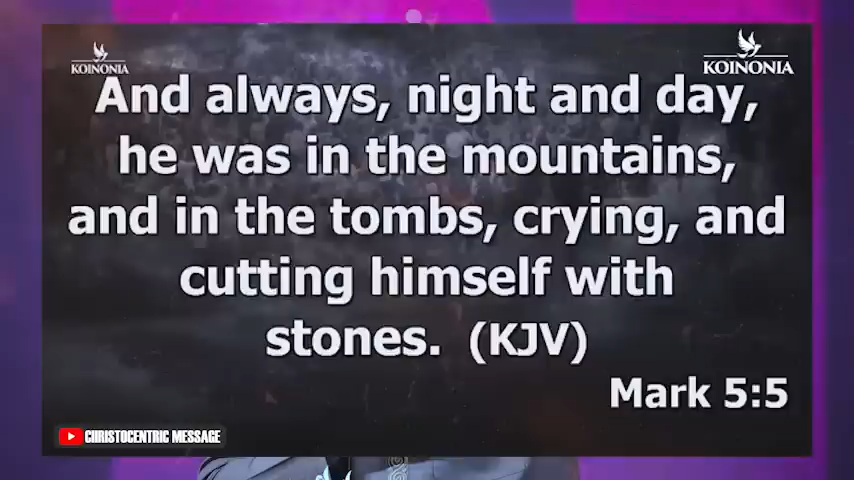 KOINONIA
KOINONIA
And always, night and day,
he was in the mountains,
and in the tombs, crying, and
cutting himself with
stones. (KJV)
Mark 5:5
CHRISTOCENTRIC MESSAGE